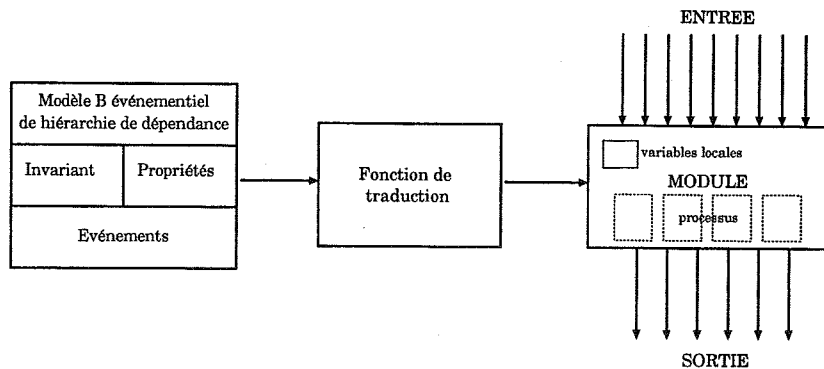 ENTREE
Modèle B événementiel
de hiérarchie de dépendance
Invariant
Propriétés
Evénements
Fonction de
traduction
variables locales
MODULE
processus
SORTIE